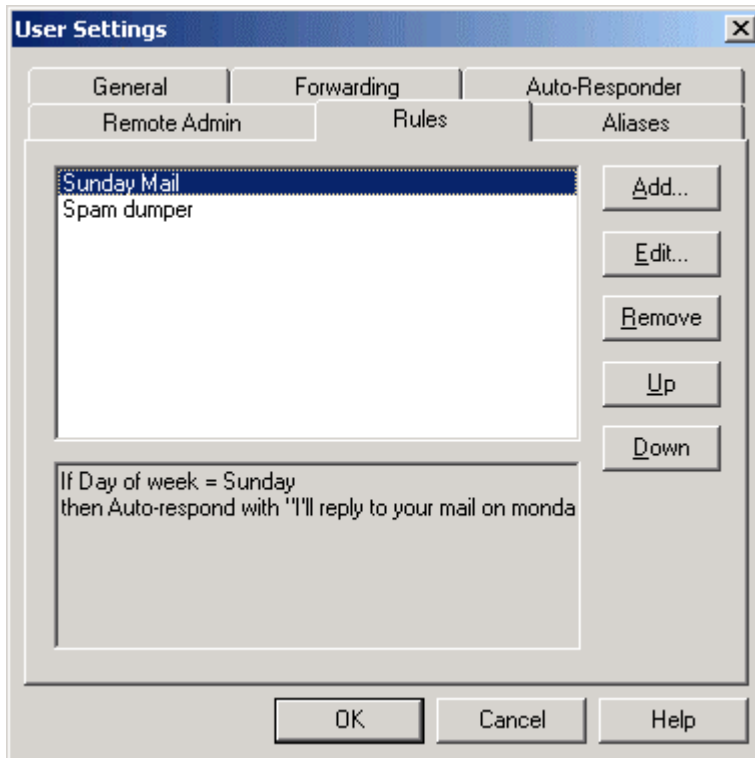 User Settings
General Forwarding Auto-Responder
Remote Admin Rules Aliases
Sunday Mail
Spam dumper
Add...
Edit...
Remove
Up
Down
If Day of week = Sunday
then Auto-respond with "I'll reply to your mail on monda
OK Cancel Help